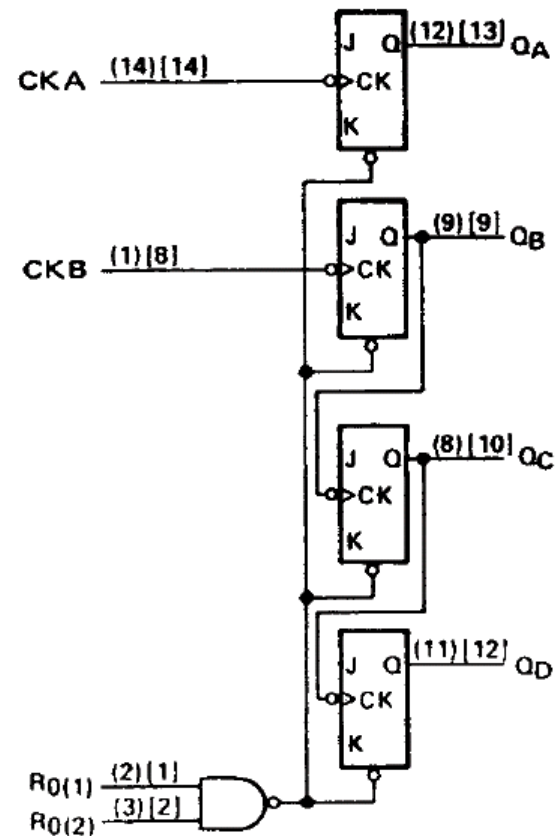 J Q (12)[13] QA
CKA (14)[14] CK
K
J Q (9)[9] QB
CKB (1)[8] CK
K
J Q (8)[10] QC
CK
K
J Q (11)[12] QD
CK
K
R0(1) (2)[1]
R0(2) (3)[2]